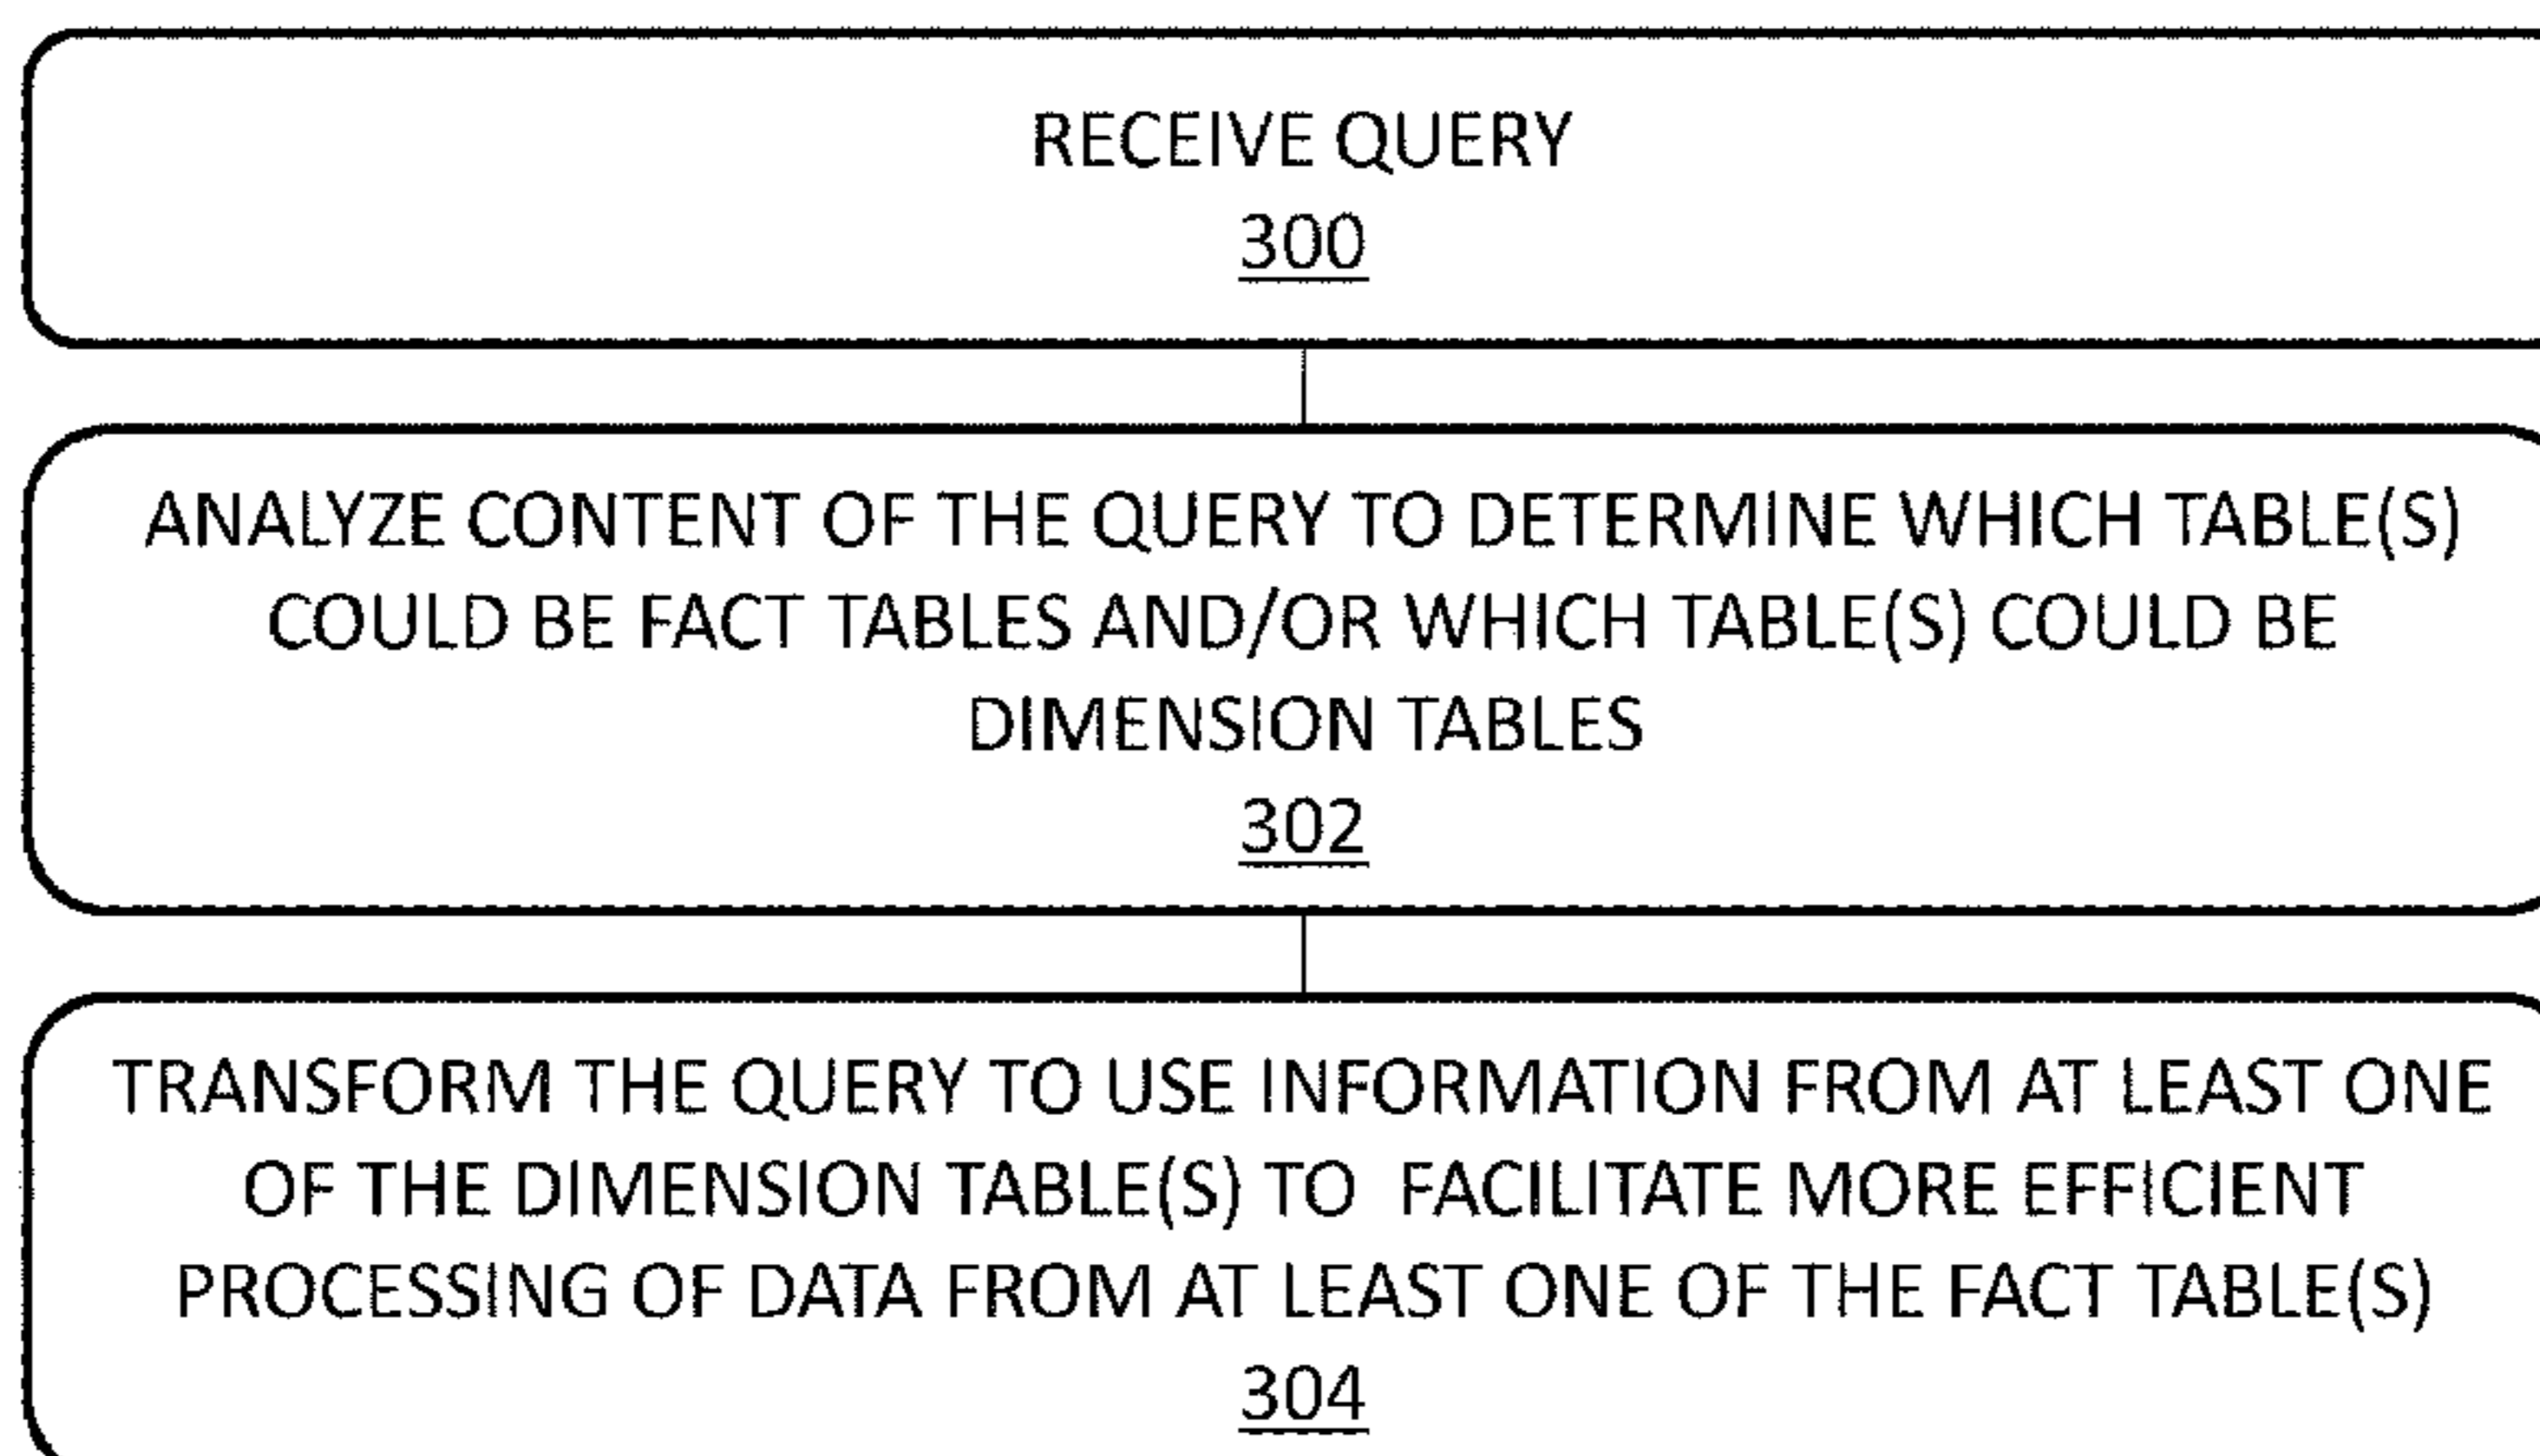 RECEIVE QUERY
300
ANALYZE CONTENT OF THE QUERY TO DETERMINE WHICH TABLE(S)
COULD BE FACT TABLES AND/OR WHICH TABLE(S) COULD BE
DIMENSION TABLES
302
TRANSFORM THE QUERY TO USE INFORMATION FROM AT LEAST ONE
OF THE DIMENSION TABLE(S) TO FACILITATE MORE EFFICIENT
PROCESSING OF DATA FROM AT LEAST ONE OF THE FACT TABLE(S)
304